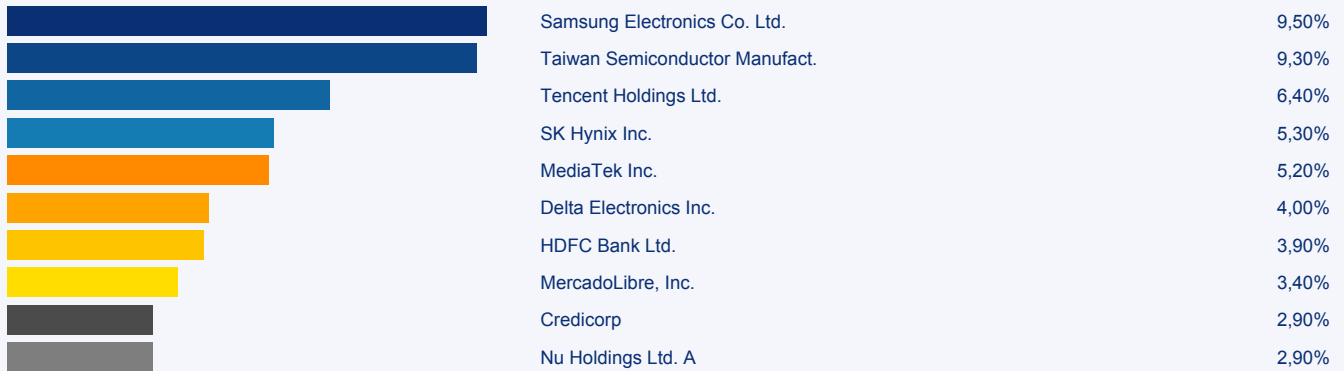 Samsung Electronics Co. Ltd. 9,50%
Taiwan Semiconductor Manufact. 9,30%
Tencent Holdings Ltd. 6,40%
SK Hynix Inc. 5,30%
MediaTek Inc. 5,20%
Delta Electronics Inc. 4,00%
HDFC Bank Ltd. 3,90%
MercadoLibre, Inc. 3,40%
Credicorp 2,90%
Nu Holdings Ltd. A 2,90%